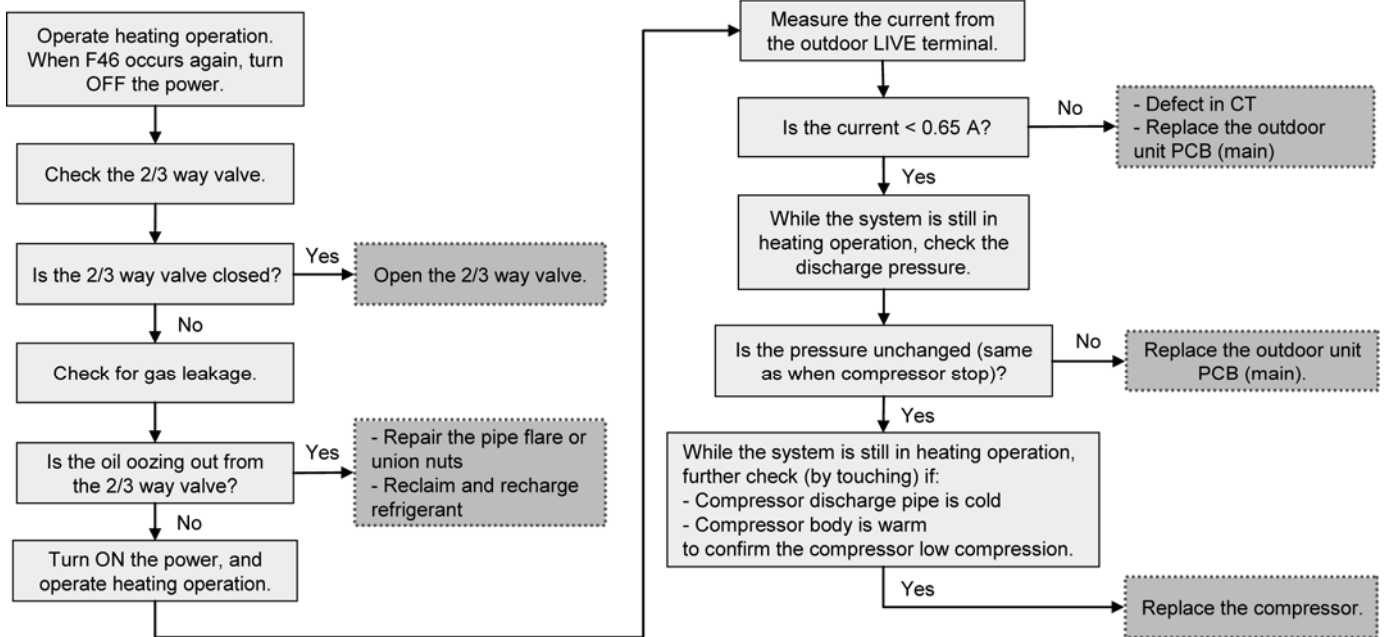 Operate heating operation.
When F46 occurs again, turn
OFF the power.
Check the 2/3 way valve.
Is the 2/3 way valve closed?
Yes
Open the 2/3 way valve.
No
Check for gas leakage.
Is the oil oozing out from
the 2/3 way valve?
Yes
- Repair the pipe flare or
union nuts
- Reclaim and recharge
refrigerant
No
Turn ON the power, and
operate heating operation.
Measure the current from
the outdoor LIVE terminal.
Is the current < 0.65 A?
No
- Defect in CT
- Replace the outdoor
unit PCB (main)
Yes
While the system is still in
heating operation, check the
discharge pressure.
Is the pressure unchanged (same
as when compressor stop)?
No
Replace the outdoor unit
PCB (main).
Yes
While the system is still in heating operation,
further check (by touching) if:
- Compressor discharge pipe is cold
- Compressor body is warm
to confirm the compressor low compression.
Yes
Replace the compressor.